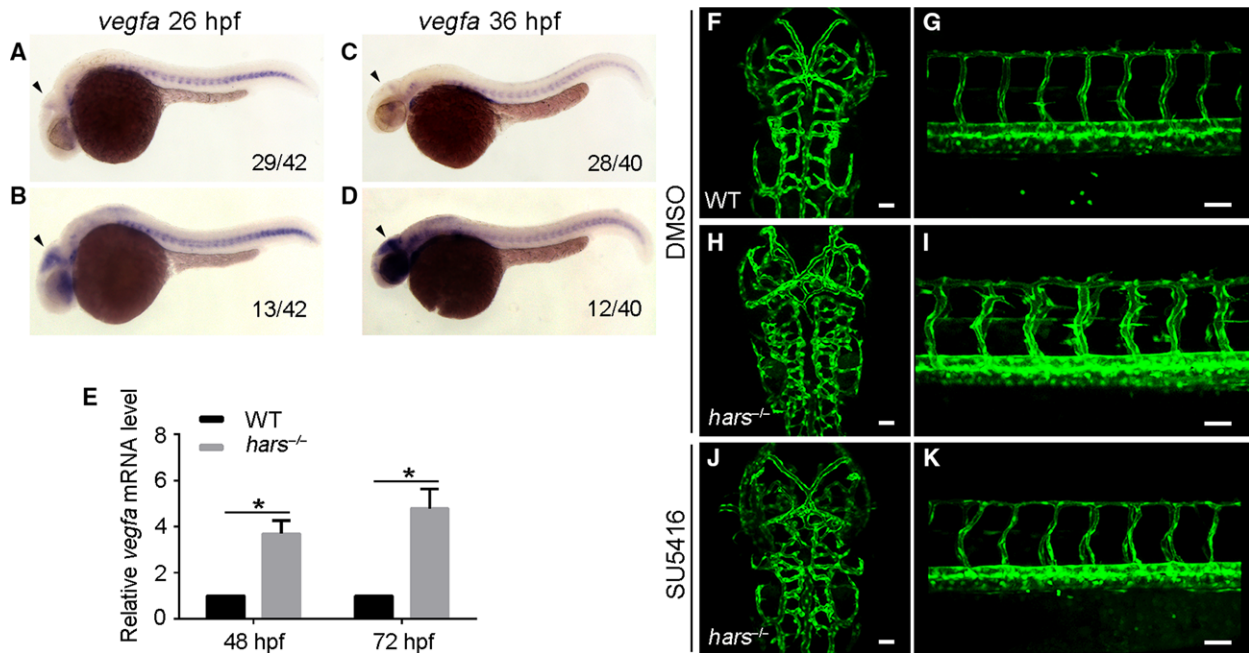 vegfa 26 hpf
vegfa 36 hpf
A
29/42
B
13/42
C
28/40
D
12/40
E
Relative vegfa mRNA level
WT
hars–/–
8
6
4
2
1
0
*
*
48 hpf
72 hpf
DMSO
F
WT
G
H
hars–/–
I
SU5416
J
hars–/–
K